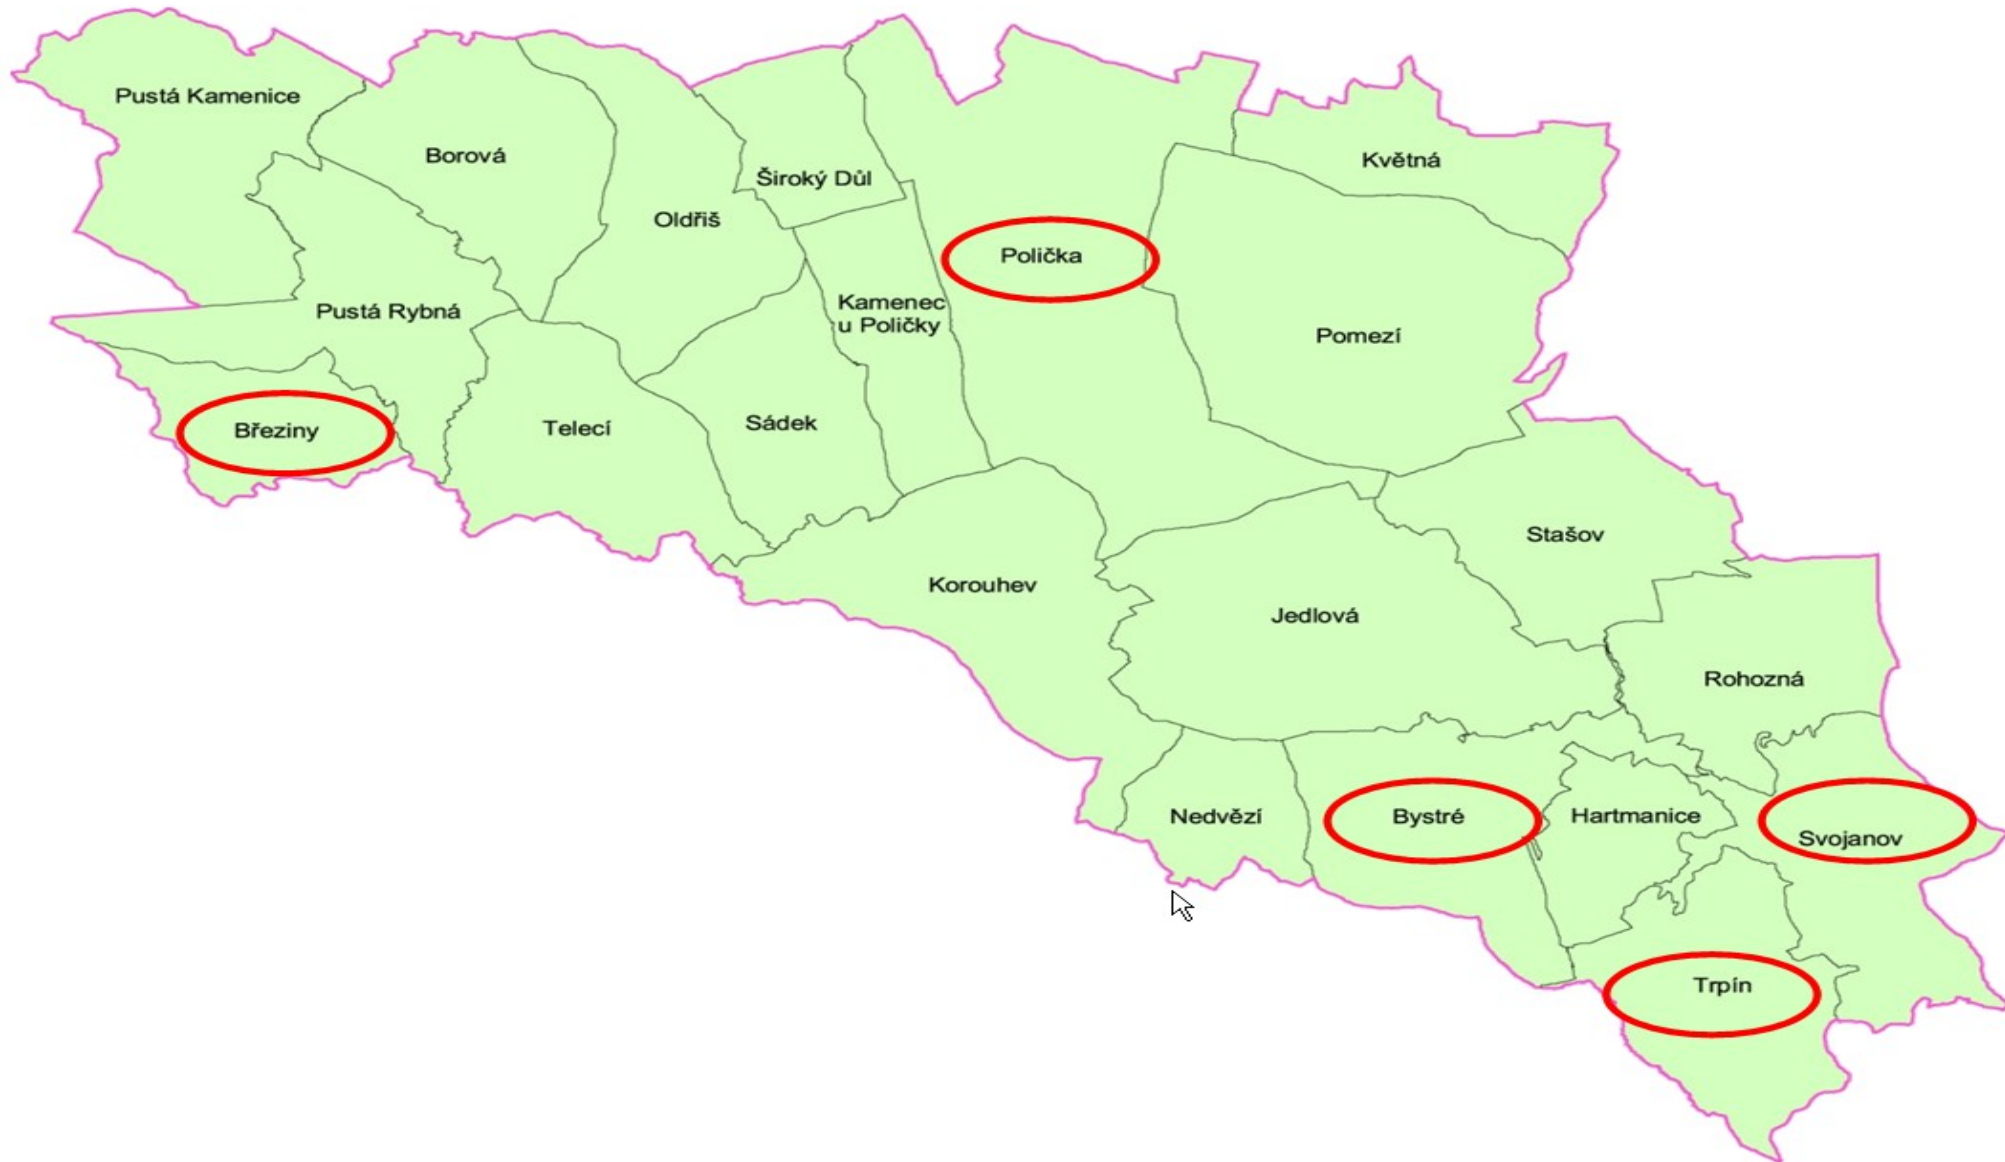 Pustá Kamenice
Borová
Květná
Široký Důl
Oldřiš
Polička
Kamenec
u Poličky
Pustá Rybná
Pomezí
Březiny
Telecí
Sádek
Stašov
Korouhev
Jedlová
Rohozná
Nedvězí
Bystré
Hartmanice
Svojanov
Trpín